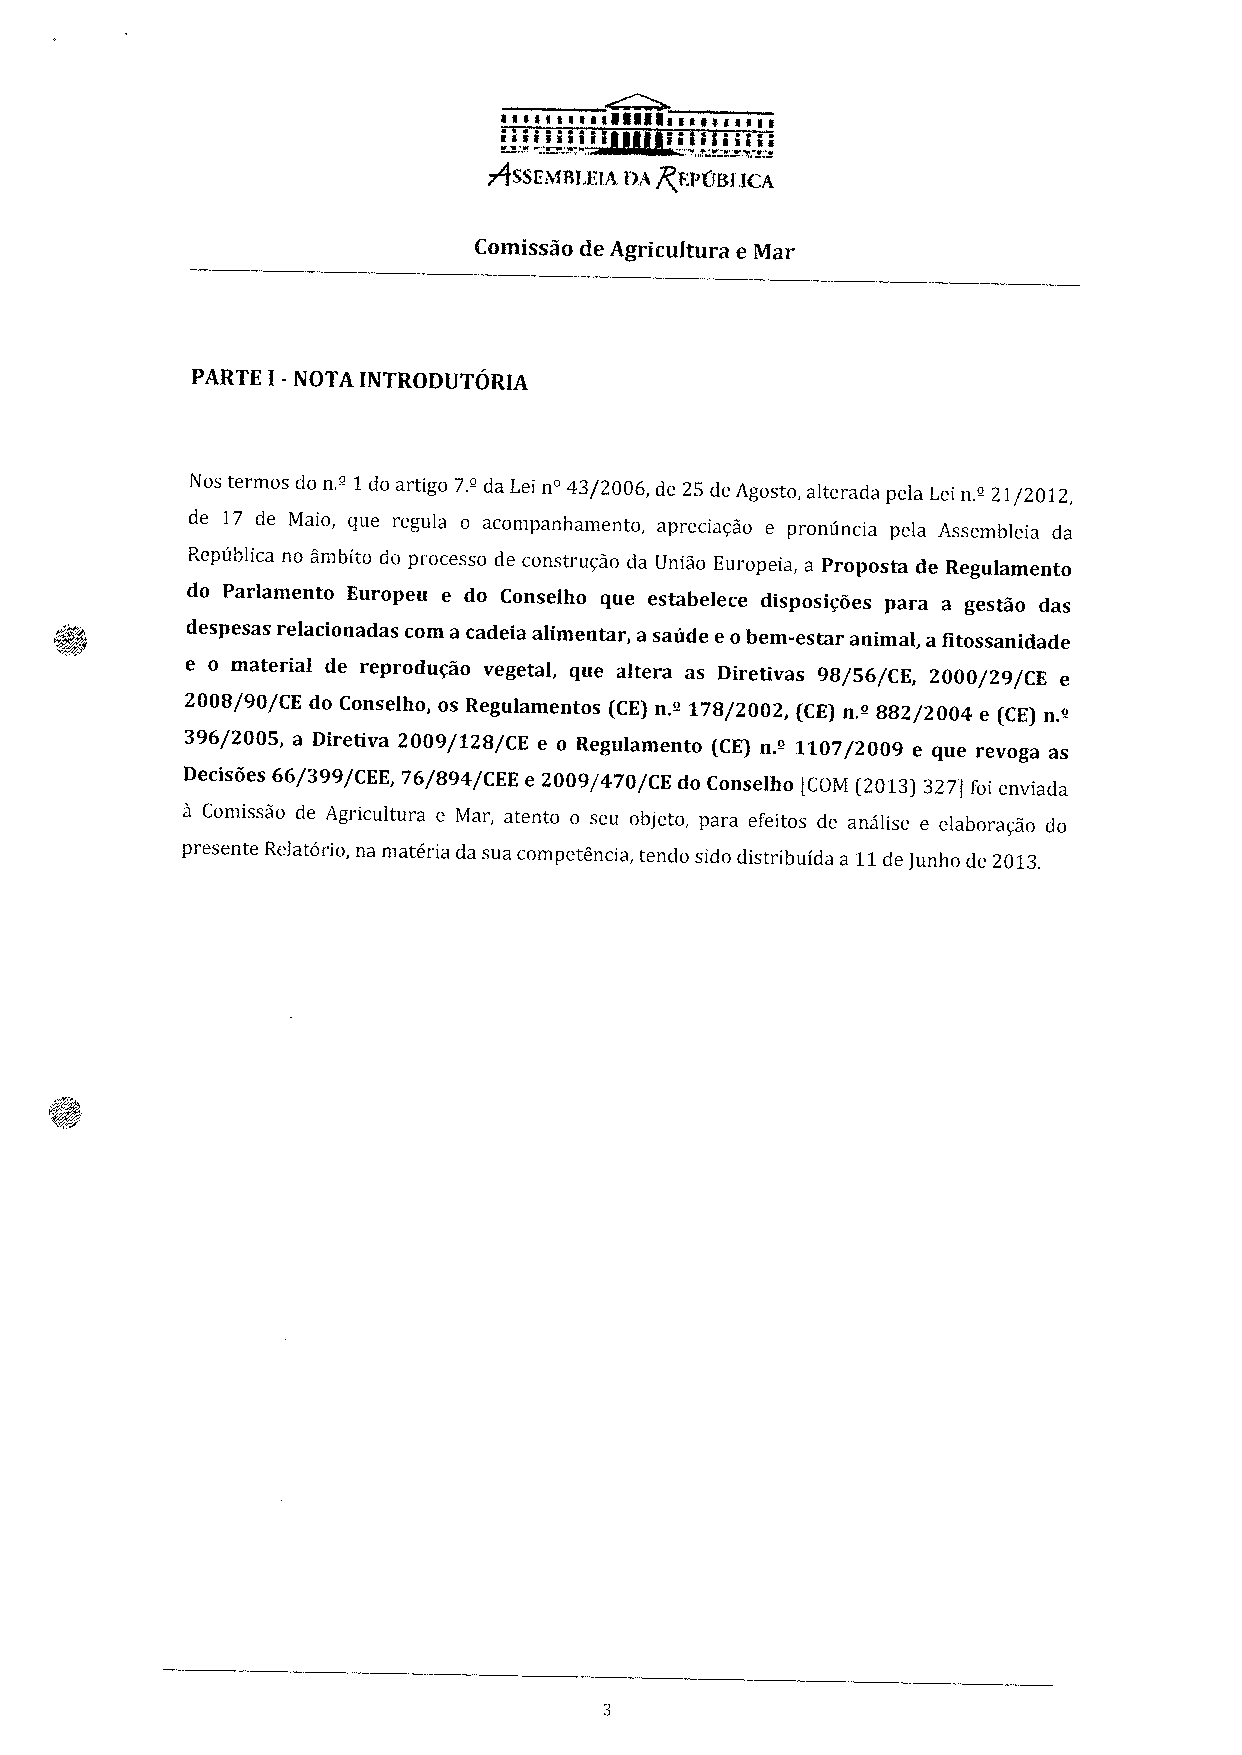 ASSEMBLEIA DA REPÚBLICA
Comissão de Agricultura e Mar
PARTE I - NOTA INTRODUTÓRIA
Nos termos do n.º 1 do artigo 7.º da Lei n° 43/2006, de 25 de Agosto, alterada pela Lei n.º 21/2012,
de 17 de Maio, que regula o acompanhamento, apreciação e pronúncia pela Assembleia da
República no âmbito do processo de construção da União Europeia, a Proposta de Regulamento
do Parlamento Europeu e do Conselho que estabelece disposições para a gestão das
despesas relacionadas com a cadeia alimentar, a saúde e o bem-estar animal, a fitossanidade
e o material de reprodução vegetal, que altera as Diretivas 98/56/CE, 2000/29/CE e
2008/90/CE do Conselho, os Regulamentos (CE) n.º 178/2002, (CE) n.º 882/2004 e (CE) n.º
396/2005, a Diretiva 2009/128/CE e o Regulamento (CE) n.º 1107/2009 e que revoga as
Decisões 66/399/CEE, 76/894/CEE e 2009/470/CE do Conselho [COM (2013) 327] foi enviada
à Comissão de Agricultura e Mar, atento o seu objeto, para efeitos de análise e elaboração do
presente Relatório, na matéria da sua competência, tendo sido distribuída a 11 de Junho de 2013.
3